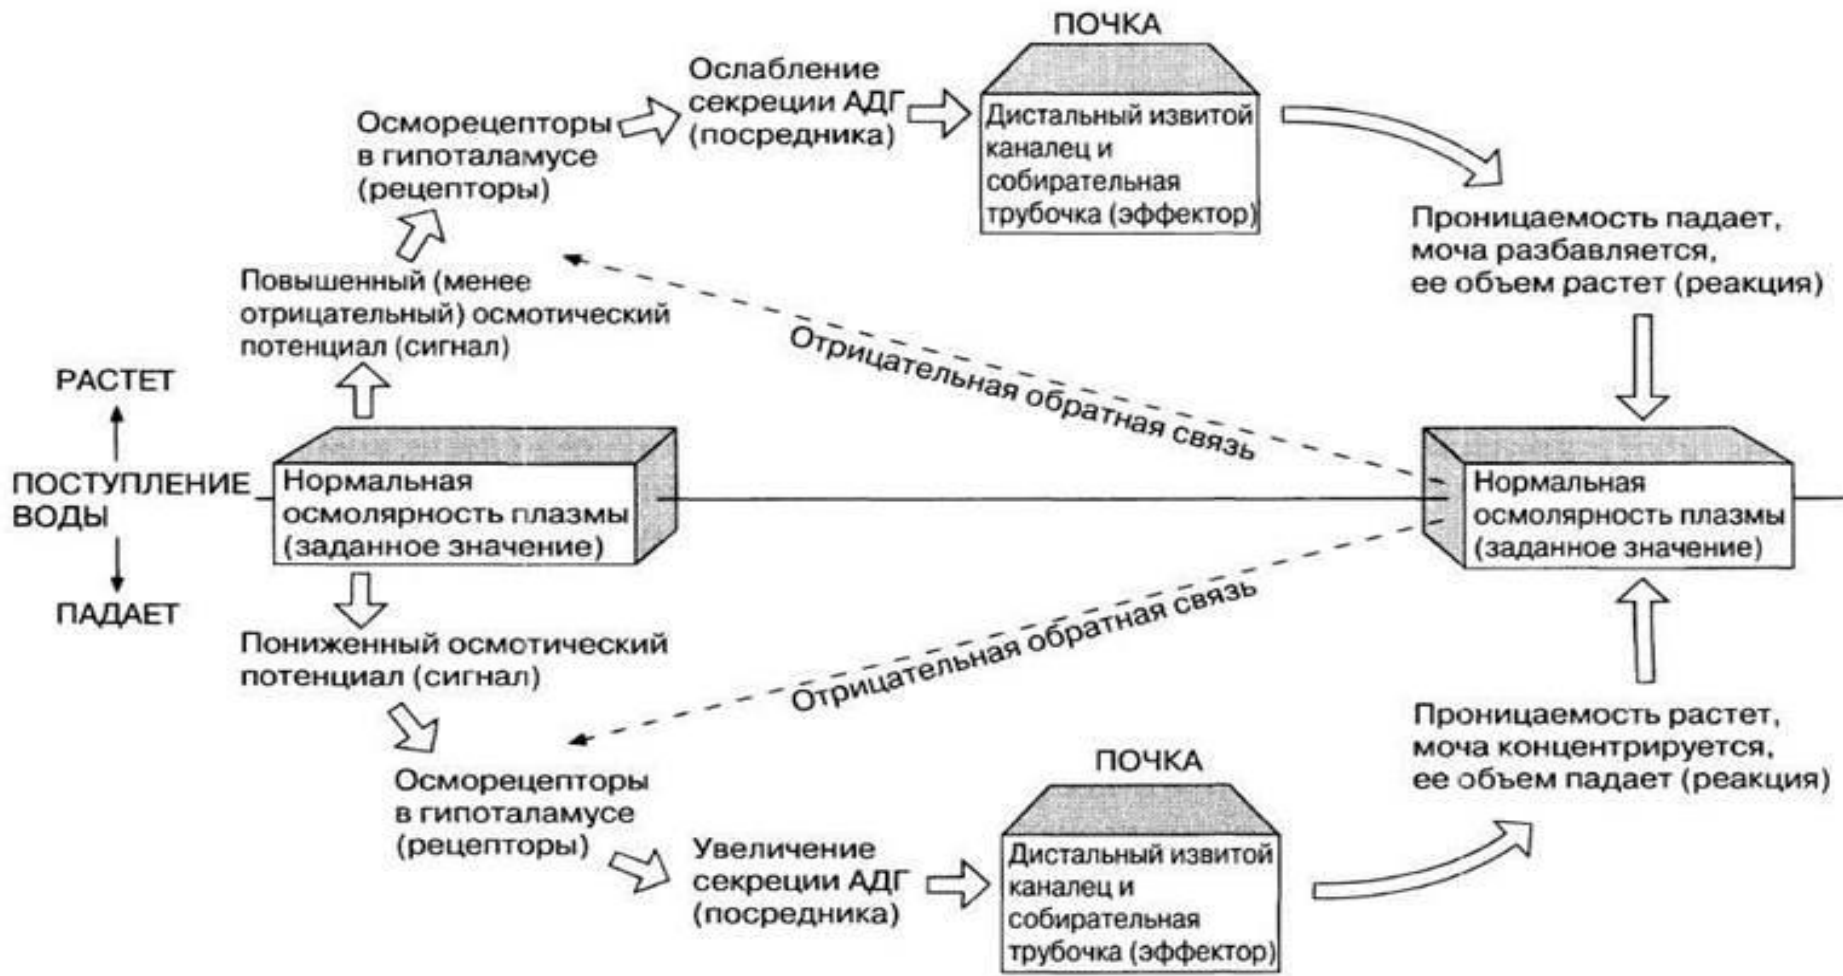 ПОЧКА
Ослабление
секреции АДГ
(посредника)
Осморецепторы
в гипоталамусе
(рецепторы)
Дистальный извитой
каналец и
собирательная
трубочка (эффектор)
Проницаемость падает,
моча разбавляется,
ее объем растет (реакция)
Повышенный (менее
отрицательный) осмотический
потенциал (сигнал)
Отрицательная обратная связь
РАСТЕТ
ПОСТУПЛЕНИЕ
ВОДЫ
ПАДАЕТ
Нормальная
осмолярность плазмы
(заданное значение)
Нормальная
осмолярность плазмы
(заданное значение)
Отрицательная обратная связь
Пониженный осмотический
потенциал (сигнал)
Осморецепторы
в гипоталамусе
(рецепторы)
Увеличение
секреции АДГ
(посредника)
ПОЧКА
Дистальный извитой
каналец и
собирательная
трубочка (эффектор)
Проницаемость растет,
моча концентрируется,
ее объем падает (реакция)